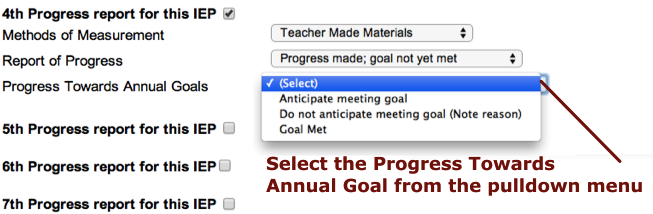 4th Progress report for this IEP
Methods of Measurement Teacher Made Materials
Report of Progress Progress made; goal not yet met
Progress Towards Annual Goals ✓ (Select)
Anticipate meeting goal
Do not anticipate meeting goal (Note reason)
Goal Met
5th Progress report for this IEP
6th Progress report for this IEP
7th Progress report for this IEP
Select the Progress Towards
Annual Goal from the pulldown menu